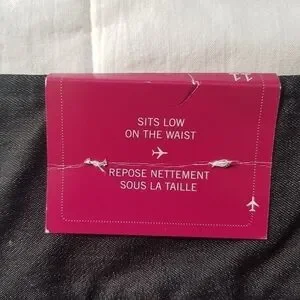 SITS LOW
ON THE WAIST
REPOSE NETTEMENT
SOUS LA TAILLE